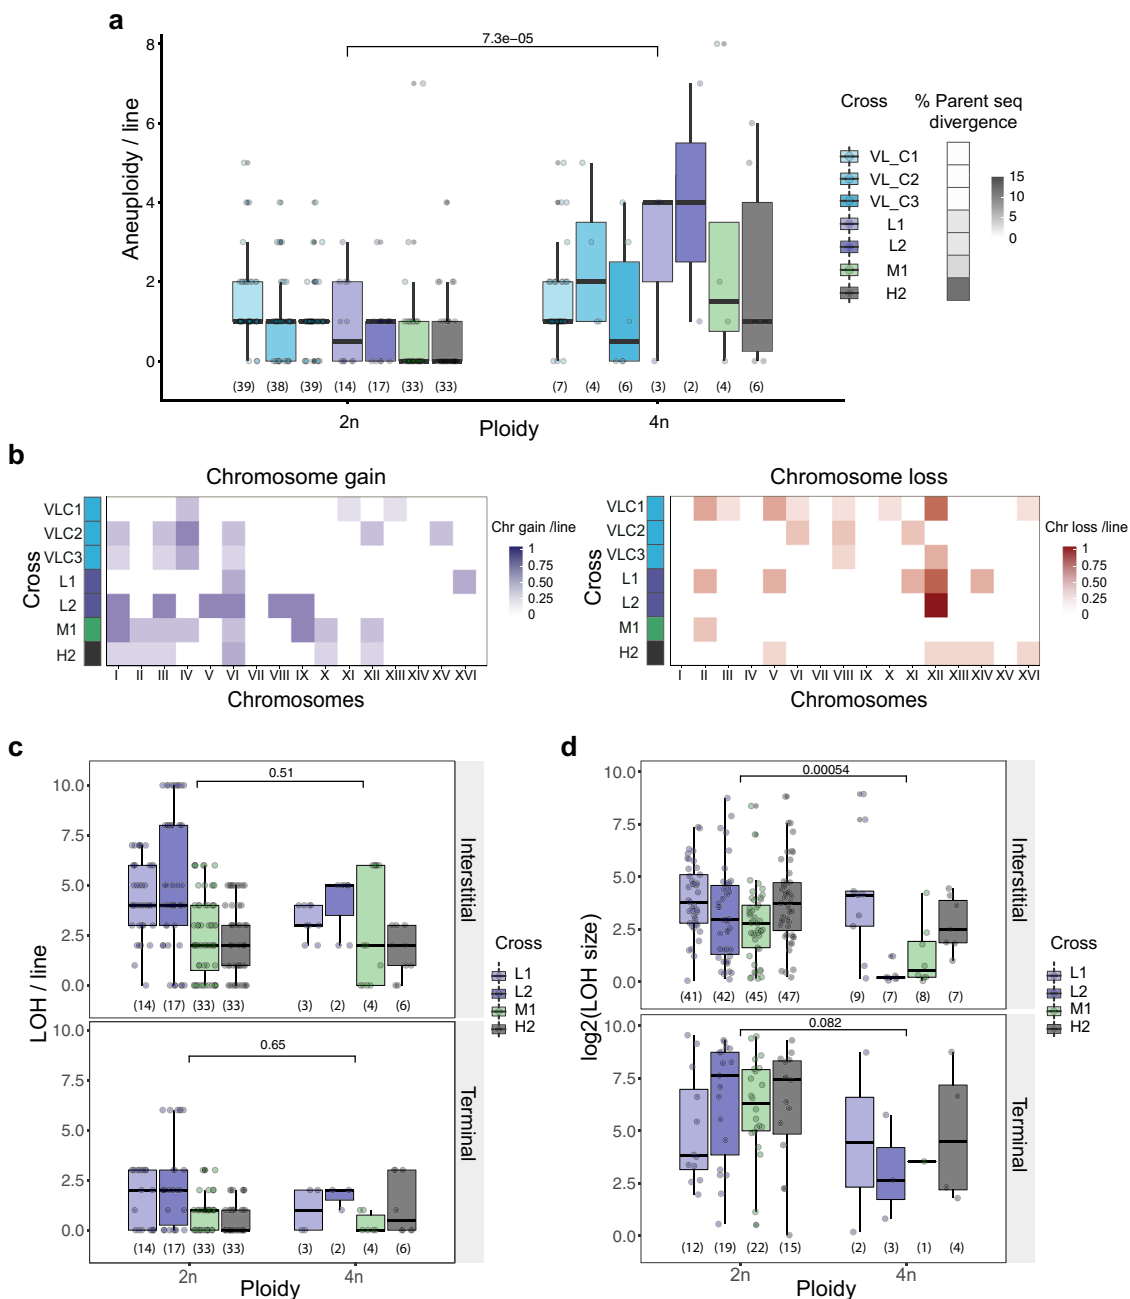 a
Aneuploidy / line
8
6
4
2
0
7.3e−05
(39) (38) (39) (14) (17) (33) (33)
(7) (4) (6) (3) (2) (4) (6)
2n 4n
Ploidy
Cross
VL_C1
VL_C2
VL_C3
L1
L2
M1
H2
% Parent seq
divergence
15
10
5
0
b
Chromosome gain
Cross
VLC1
VLC2
VLC3
L1
L2
M1
H2
I II III IV V VI VII VIII IX X XI XII XIII XIV XV XVI
Chromosomes
Chr gain /line
1
0.75
0.50
0.25
0
Chromosome loss
Cross
VLC1
VLC2
VLC3
L1
L2
M1
H2
I II III IV V VI VII VIII IX X XI XII XIII XIV XV XVI
Chromosomes
Chr loss /line
1
0.75
0.50
0.25
0
c
LOH / line
10.0
7.5
5.0
2.5
0.0
0.51
(14) (17) (33) (33)
(3) (2) (4) (6)
Interstitial
10.0
7.5
5.0
2.5
0.0
0.65
(14) (17) (33) (33)
(3) (2) (4) (6)
Terminal
2n 4n
Ploidy
Cross
L1
L2
M1
H2
d
log2(LOH size)
10.0
7.5
5.0
2.5
0.0
0.00054
(41) (42) (45) (47)
(9) (7) (8) (7)
Interstitial
10.0
7.5
5.0
2.5
0.0
0.082
(12) (19) (22) (15)
(2) (3) (1) (4)
Terminal
2n 4n
Ploidy
Cross
L1
L2
M1
H2